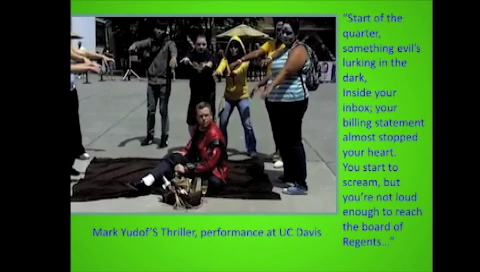 "Start of the
quarter,
something evil's
lurking in the
dark,
Inside your
inbox; your
billing statement
almost stopped
your heart.
You start to
scream, but
you're not loud
enough to reach
the board of
Regents…"
Mark Yudof'S Thriller, performance at UC Davis